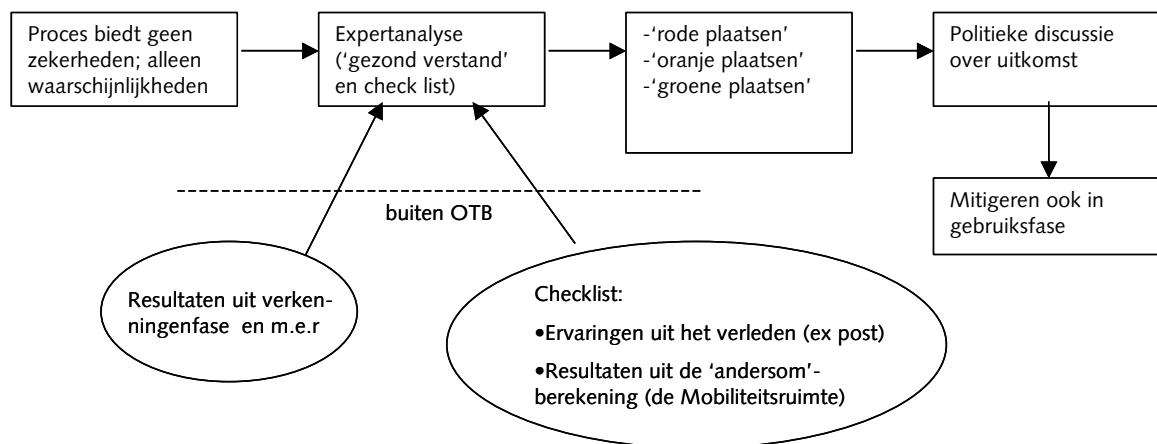 Proces biedt geen
zekerheden; alleen
waarschijnlijkheden
Expertanalyse
(‘gezond verstand’
en check list)
-‘rode plaatsen’
-‘oranje plaatsen’
-‘groene plaatsen’
Politieke discussie
over uitkomst
Mitigeren ook in
gebruiksfase
buiten OTB
Resultaten uit verken-
ningenfase en m.e.r
Checklist:
•Ervaringen uit het verleden (ex post)
•Resultaten uit de ‘andersom’-
berekening (de Mobiliteitsruimte)